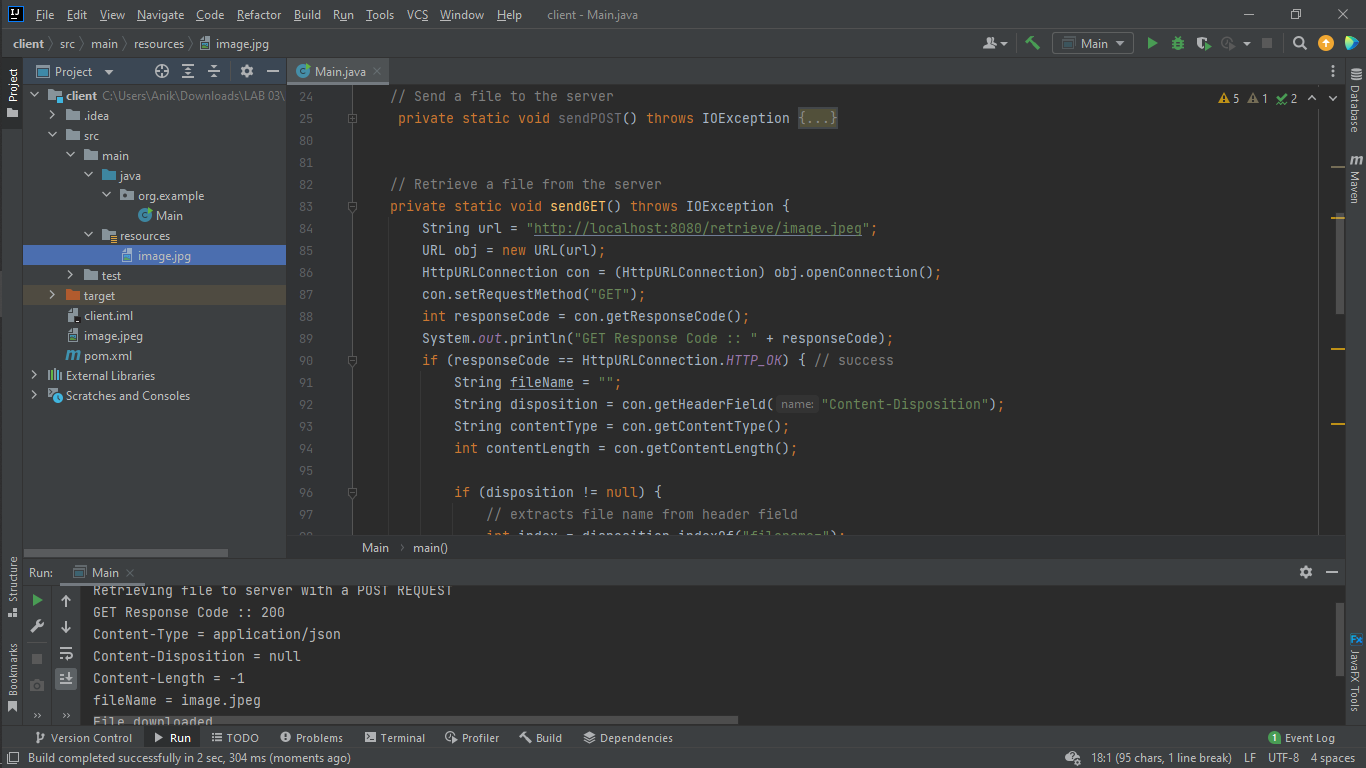 File Edit View Navigate Code Refactor Build Run Tools VCS Window Help client - Main.java
client src main resources image.jpg Main
Project Main.java
Project
client C:\Users\Anik\Downloads\LAB 03\
.idea
src
main
java
org.example
Main
resources
image.jpg
test
target
client.iml
image.jpeg
pom.xml
External Libraries
Scratches and Consoles
24 // Send a file to the server
25 private static void sendPOST() throws IOException {...}
80
81
82 // Retrieve a file from the server
83 private static void sendGET() throws IOException {
84 String url = "http://localhost:8080/retrieve/image.jpeg";
85 URL obj = new URL(url);
86 HttpURLConnection con = (HttpURLConnection) obj.openConnection();
87 con.setRequestMethod("GET");
88 int responseCode = con.getResponseCode();
89 System.out.println("GET Response Code :: " + responseCode);
90 if (responseCode == HttpURLConnection.HTTP_OK) { // success
91 String fileName = "";
92 String disposition = con.getHeaderField( name: "Content-Disposition");
93 String contentType = con.getContentType();
94 int contentLength = con.getContentLength();
95
96 if (disposition != null) {
97 // extracts file name from header field
98 int index = disposition.indexOf("filename=");
5 1 2
Database
Maven
JavaFX Tools
Main main()
Structure
Bookmarks
Run: Main
Retrieving file to server with a POST REQUEST
GET Response Code :: 200
Content-Type = application/json
Content-Disposition = null
Content-Length = -1
fileName = image.jpeg
File downloaded
Version Control Run TODO Problems Terminal Profiler Build Dependencies 1 Event Log
Build completed successfully in 2 sec, 304 ms (moments ago) 18:1 (95 chars, 1 line break) LF UTF-8 4 spaces